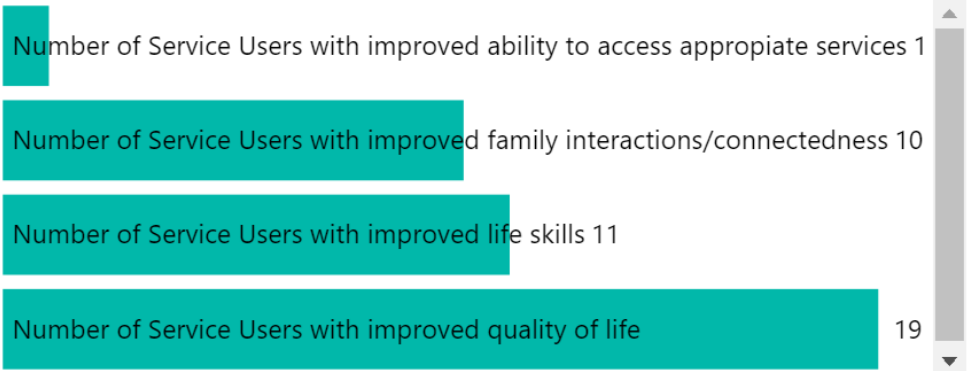 Number of Service Users with improved ability to access appropiate services 1
Number of Service Users with improved family interactions/connectedness 10
Number of Service Users with improved life skills 11
Number of Service Users with improved quality of life 19